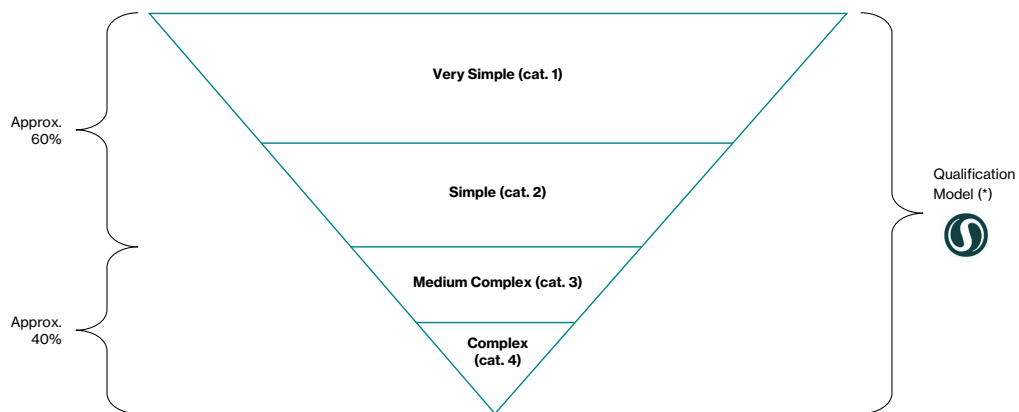 Very Simple (cat. 1)
Approx.
60%
Simple (cat. 2)
Qualification
Model (*)
Medium Complex (cat. 3)
Approx.
40%
Complex
(cat. 4)